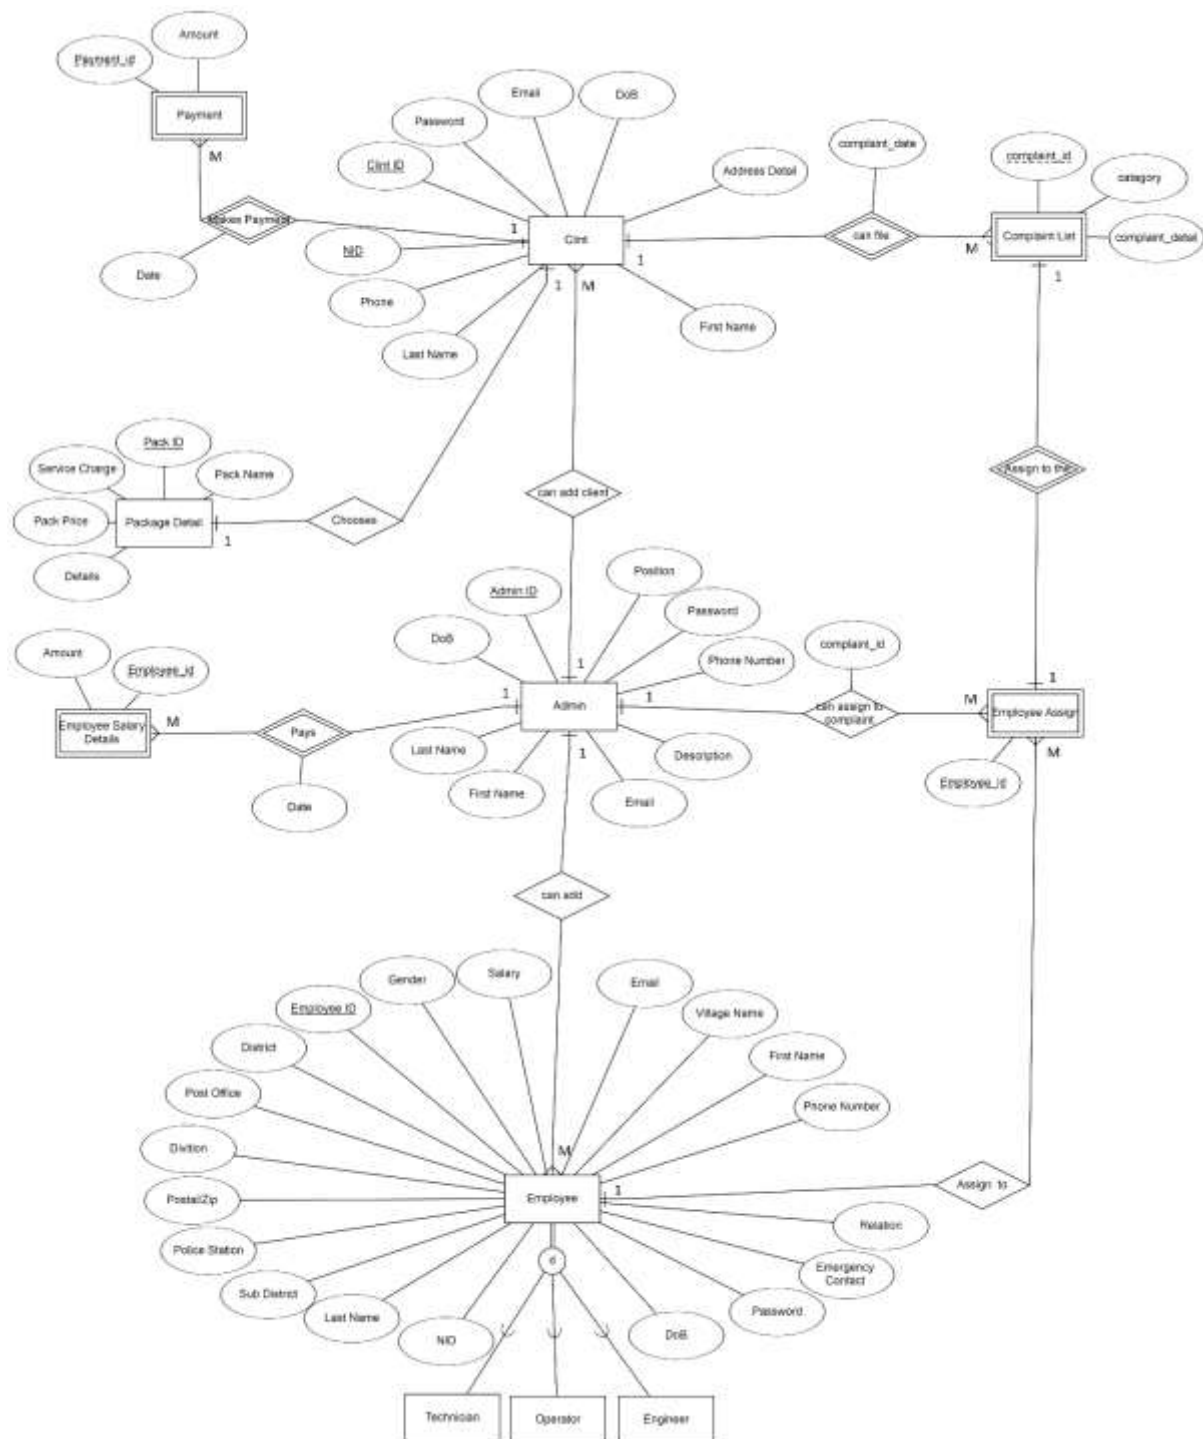 Amount
Payment_id
Payment
M
Makes Payment
Date
Email
DoB
Password
Clint ID
Address Detail
NID
1
Clint
1
Phone
1
M
Last Name
First Name
complaint_date
complaint_id
category
can file
M
Complaint List
complaint_detail
1
Pack ID
Service Charge
Pack Name
Pack Price
Package Detail
1
Details
Chooses
can add client
Assign to the
Position
Admin ID
Password
DoB
Phone Number
complaint_id
Amount
Employee_id
Employee Salary
Details
M
Pays
Date
1
1
Admin
1
1
Last Name
First Name
Description
Email
can assign to
complaint
M
1
Employee Assign
M
Employee_Id
can add
Salary
Gender
Email
Employee ID
Village Name
District
First Name
Post Office
Phone Number
Divition
M
Postal/Zip
Employee
1
Assign to
Police Station
Relation
Sub District
d
Emergency
Contact
Last Name
Password
NID
DoB
Technician
Operator
Engineer